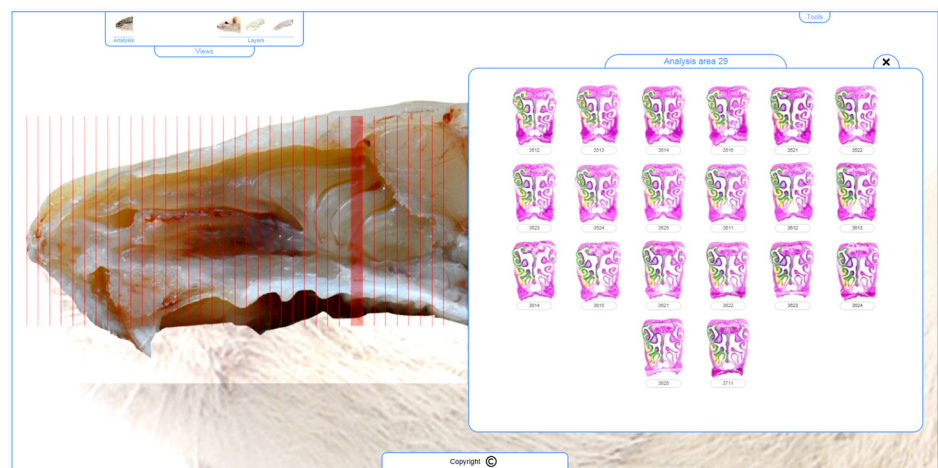 Tools
Analysis
Layers
Views
Analysis area 29
3512 3513 3514 3515 3521 3522
3523 3524 3525 3611 3612 3613
3614 3615 3621 3622 3623 3624
3625 3711
Copyright ©